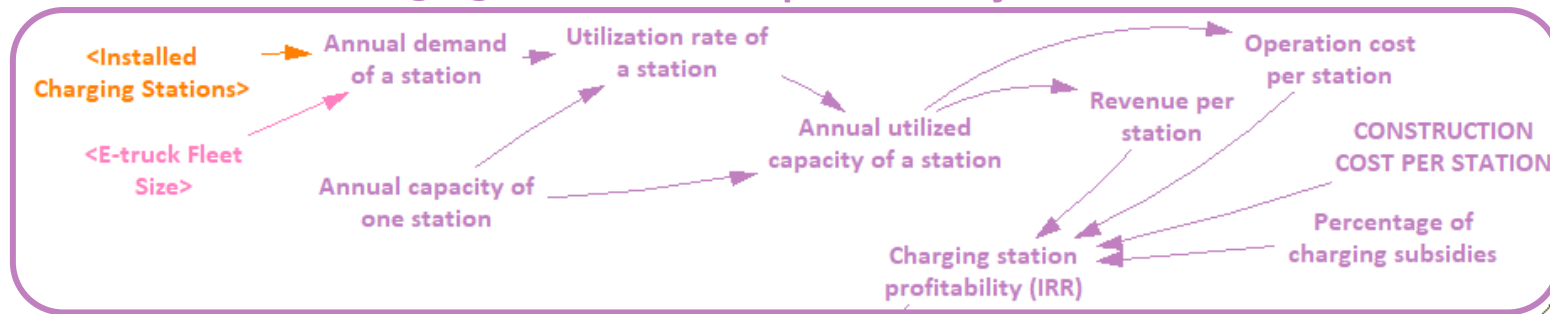 <Installed
Charging Stations>
Annual demand
of a station
Utilization rate of
a station
Operation cost
per station
<E-truck Fleet
Size>
Annual capacity of
one station
Annual utilized
capacity of a station
Revenue per
station
CONSTRUCTION
COST PER STATION
Percentage of
charging subsidies
Charging station
profitability (IRR)